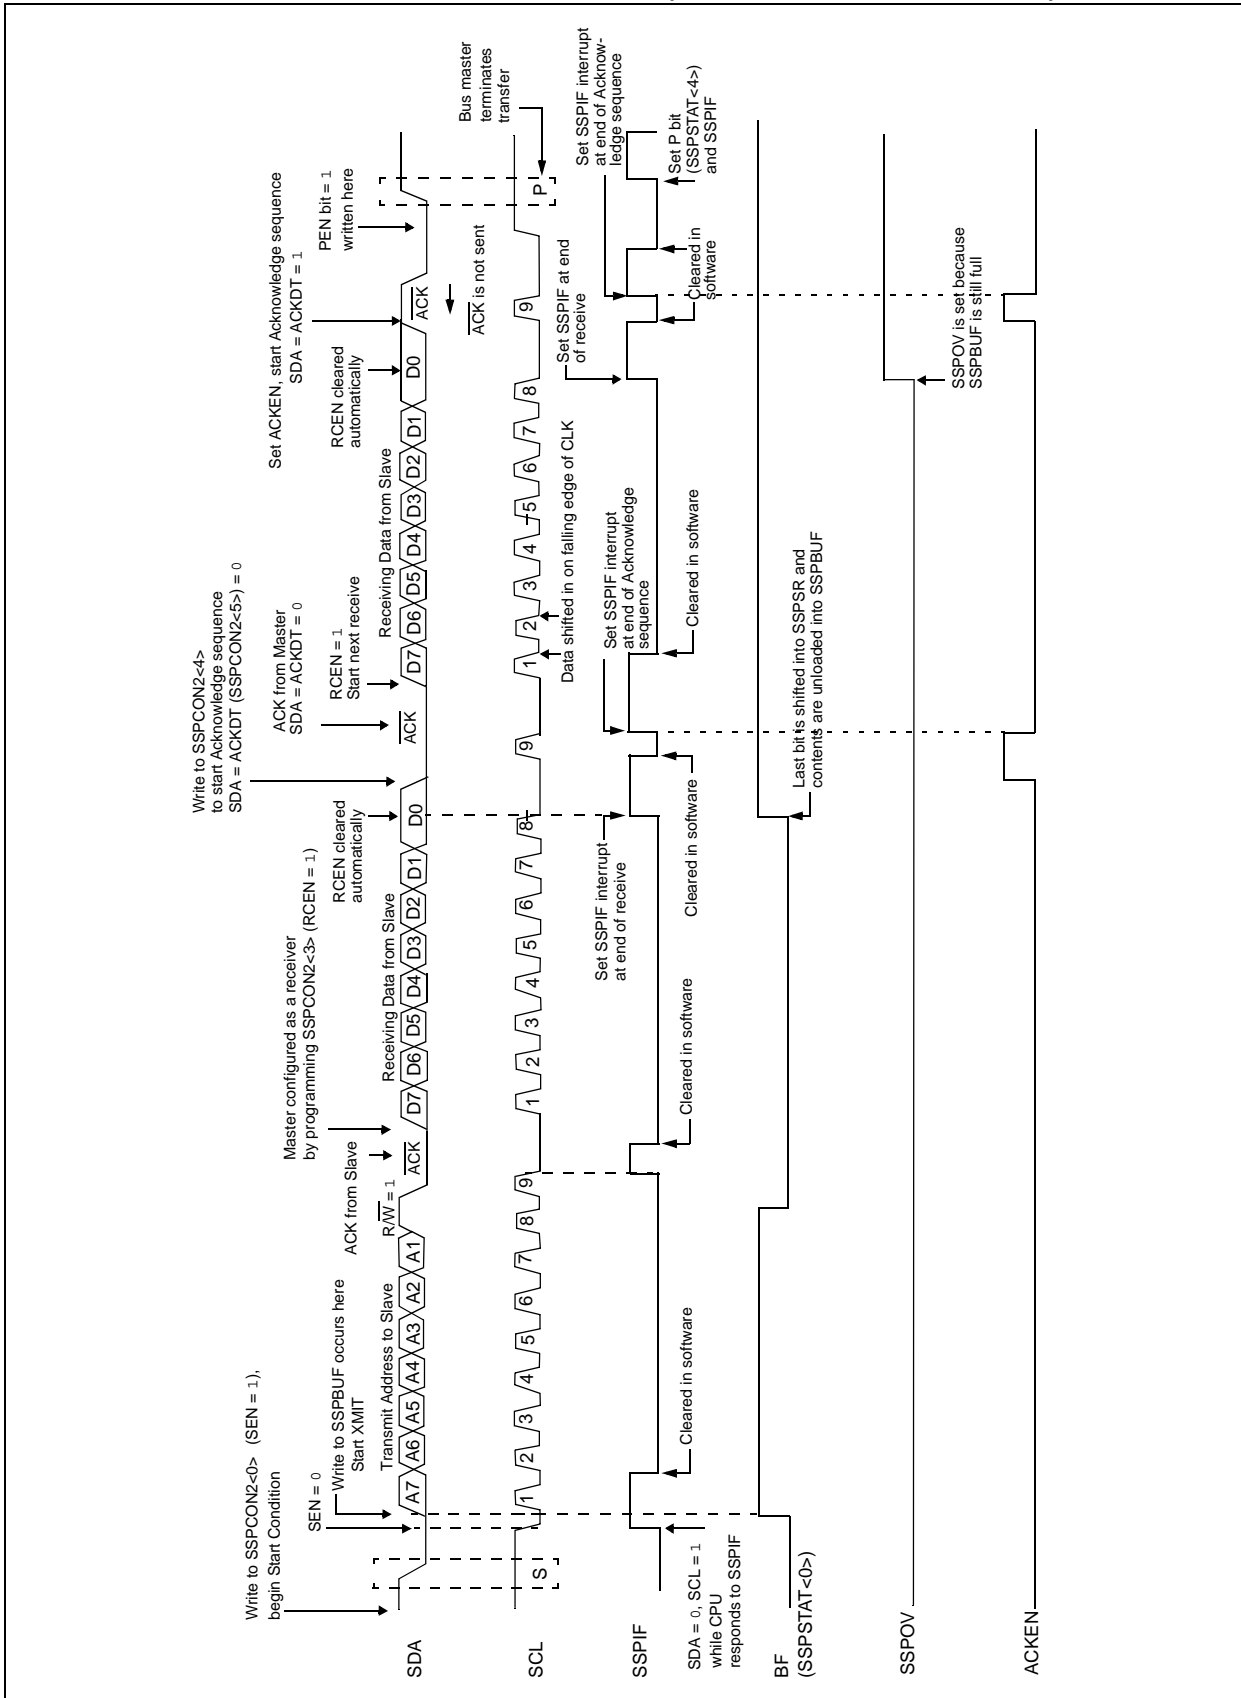 Write to SSPCON2<0> (SEN = 1),
begin Start Condition
SEN = 0
Write to SSPBUF occurs here
Start XMIT
Master configured as a receiver
by programming SSPCON2<3> (RCEN = 1)
ACK from Slave
RCEN cleared
automatically
Write to SSPCON2<4>
to start Acknowledge sequence
SDA = ACKDT (SSPCON2<5>) = 0
ACK from Master
SDA = ACKDT = 0
RCEN = 1
Start next receive
RCEN cleared
automatically
Set ACKEN, start Acknowledge sequence
SDA = ACKDT = 1
PEN bit = 1
written here
Transmit Address to Slave
R/W = 1
Receiving Data from Slave
Receiving Data from Slave
SDA
A7 A6 A5 A4 A3 A2 A1 ACK D7 D6 D5 D4 D3 D2 D1 D0 ACK D7 D6 D5 D4 D3 D2 D1 D0 ACK
ACK is not sent
Bus master
terminates
transfer
SCL
S 1 2 3 4 5 6 7 8 9 1 2 3 4 5 6 7 8 9 1 2 3 4 5 6 7 8 9 P
Data shifted in on falling edge of CLK
Set SSPIF interrupt
at end of receive
Set SSPIF interrupt
at end of Acknowledge
sequence
Set SSPIF at end
of receive
Set SSPIF interrupt
at end of Acknow-
ledge sequence
SSPIF
SDA = 0, SCL = 1
while CPU
responds to SSPIF
Cleared in software
Cleared in software
Cleared in software
Cleared in software
Cleared in
software
Set P bit
(SSPSTAT<4>)
and SSPIF
BF
(SSPSTAT<0>)
Last bit is shifted into SSPSR and
contents are unloaded into SSPBUF
SSPOV
SSPOV is set because
SSPBUF is still full
ACKEN